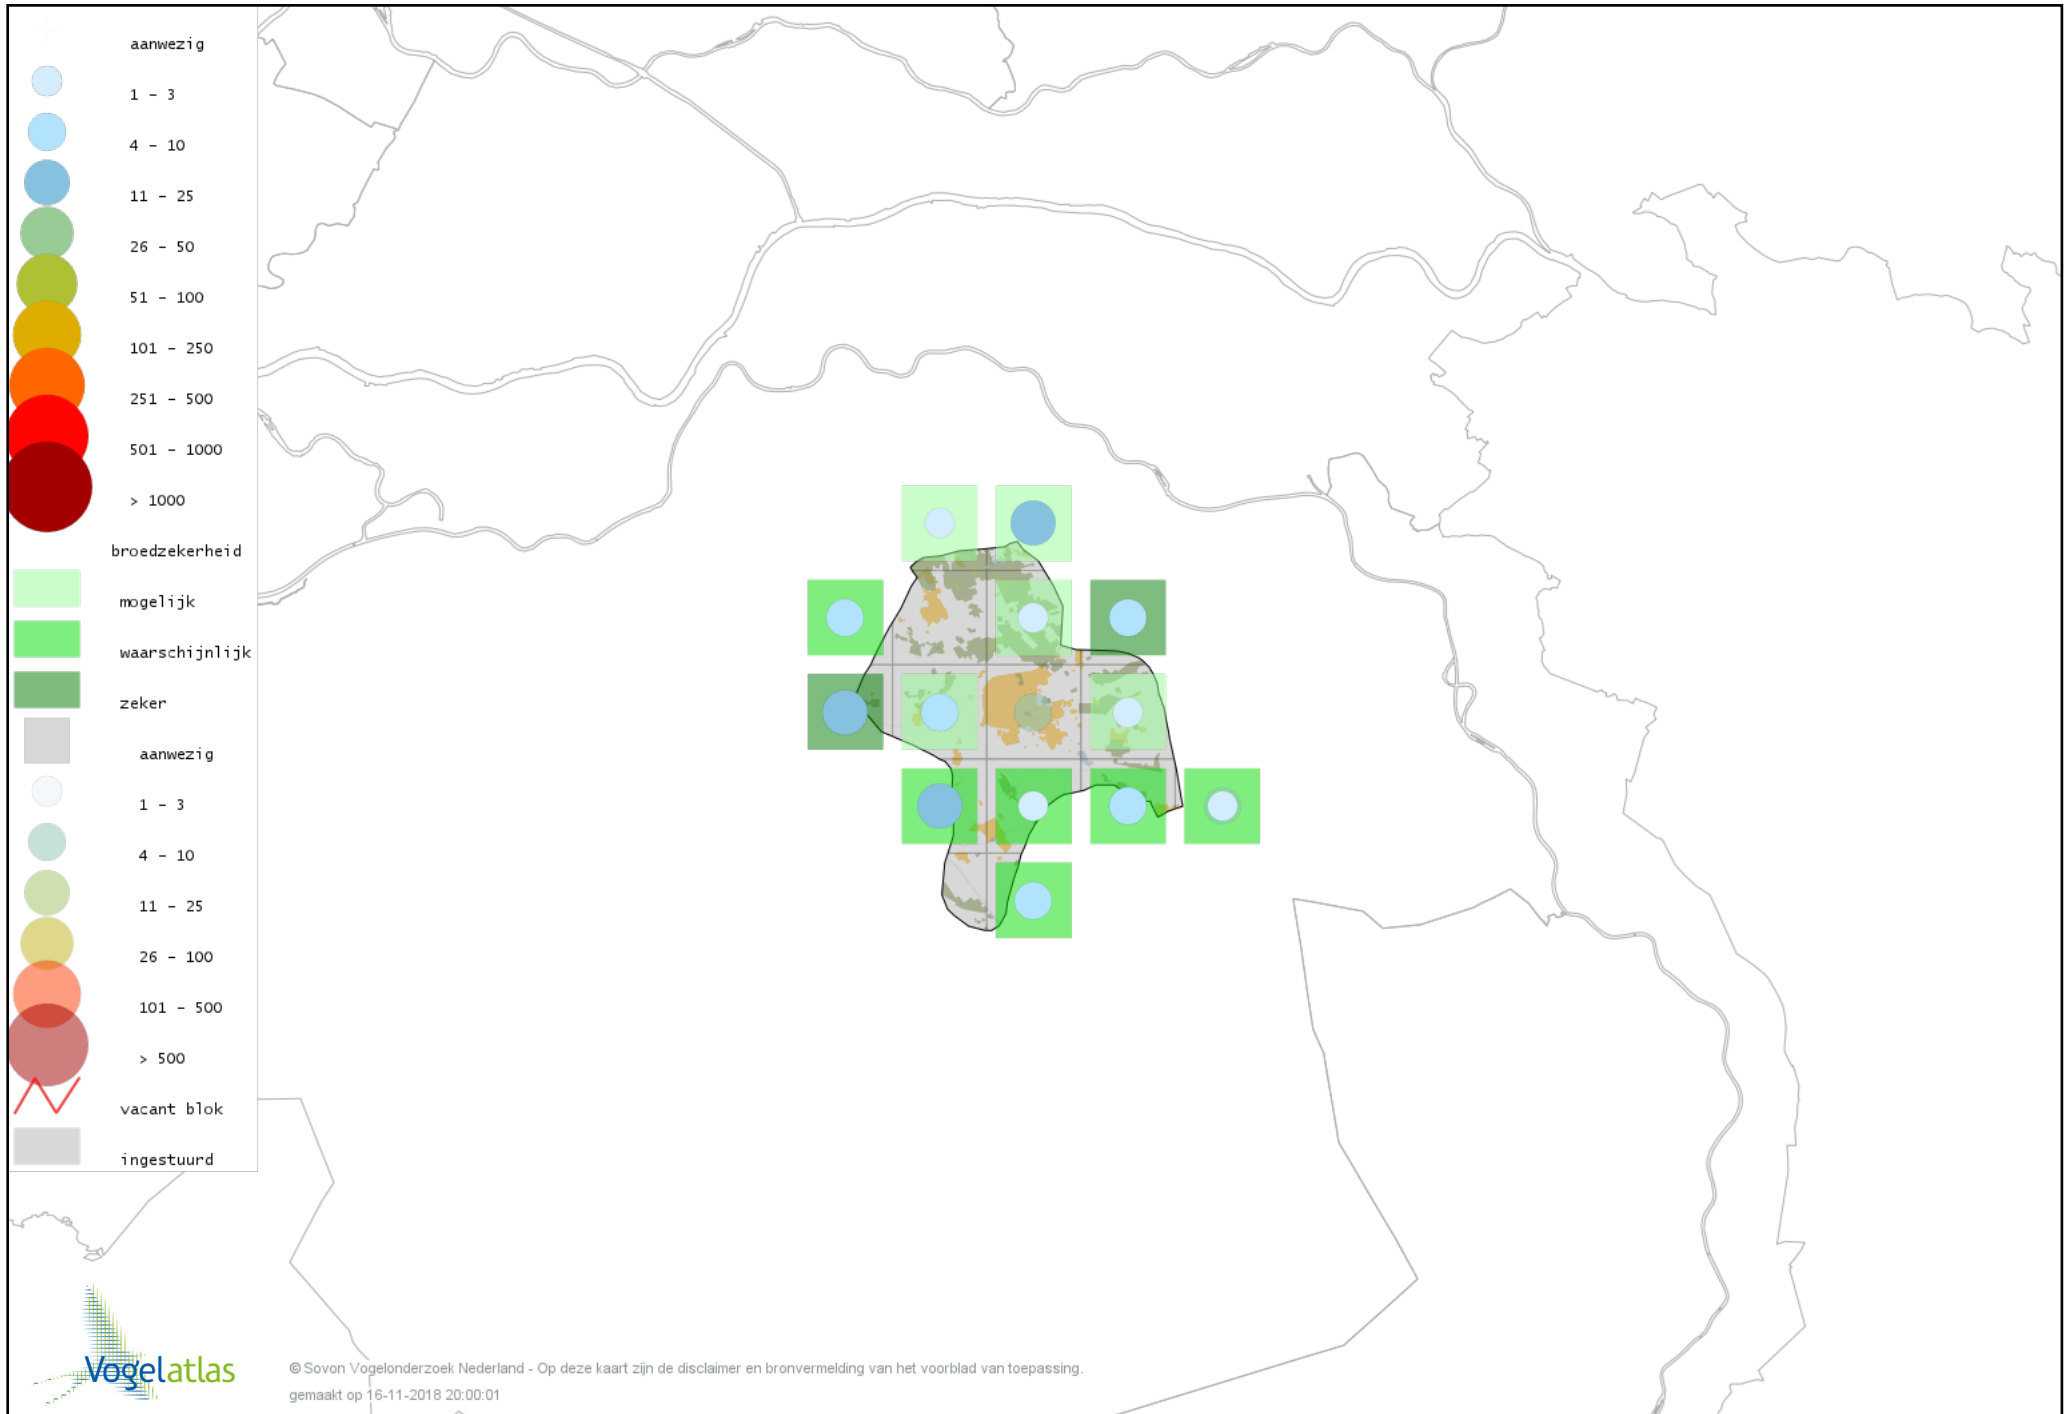 aanwezig
1 - 3
4 - 10
11 - 25
26 - 50
51 - 100
101 - 250
251 - 500
501 - 1000
> 1000
broedzekerheid
mogelijk
waarschijnlijk
zeker
aanwezig
1 - 3
4 - 10
11 - 25
26 - 100
101 - 500
> 500
vacant blok
ingestuurd
Vogelatlas
© Sovon Vogelonderzoek Nederland - Op deze kaart zijn de disclaimer en bronvermelding van het voorblad van toepassing.
gemaakt op 16-11-2018 20:00:01